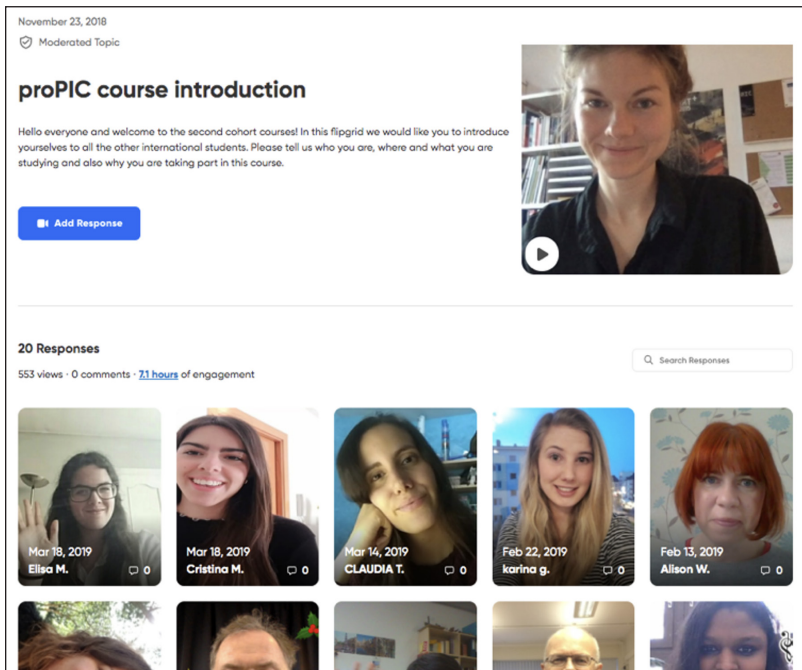 November 23, 2018
Moderated Topic
proPIC course introduction
Hello everyone and welcome to the second cohort courses! In this flipgrid we would like you to introduce
yourselves to all the other international students. Please tell us who you are, where and what you are
studying and also why you are taking part in this course.
Add Response
20 Responses
Search Responses
553 views · 0 comments · 7.1 hours of engagement
Mar 18, 2019
Elisa M. 0
Mar 18, 2019
Cristina M. 0
Mar 14, 2019
CLAUDIA T. 0
Feb 22, 2019
karina g. 0
Feb 13, 2019
Alison W. 0